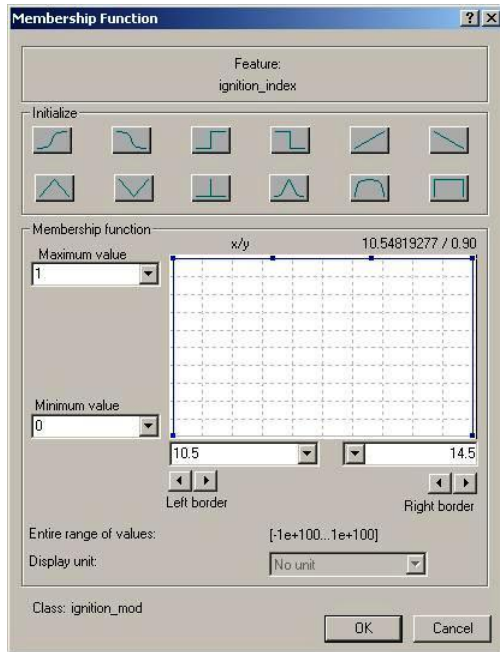 Membership Function
Feature:
ignition_index
Initialize
Membership function
x/y 10.54819277 / 0.90
Maximum value
1
Minimum value
0
10.5 14.5
Left border Right border
Entire range of values: [-1e+100...1e+100]
Display unit: No unit
Class: ignition_mod
OK Cancel